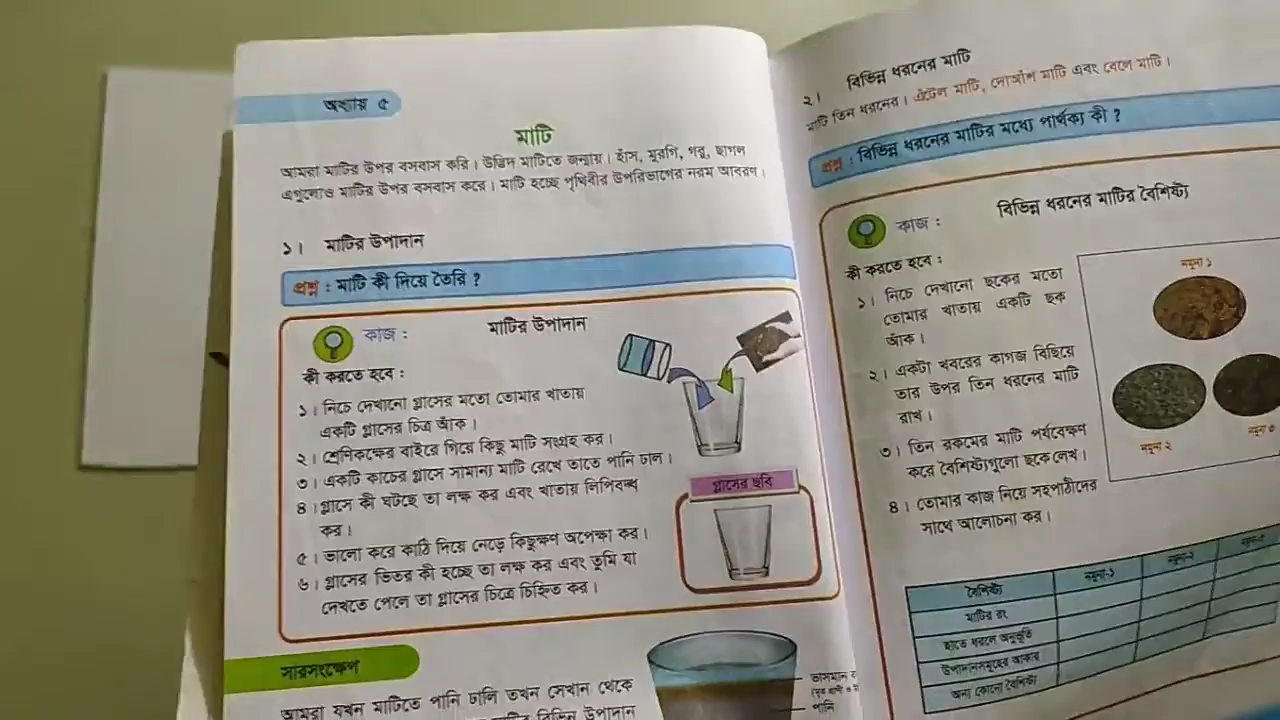 অধ্যায় ৫
মাটি
আমরা মাটির উপর বসবাস করি। উদ্ভিদ মাটিতে জন্মায়। হাঁস, মুরগি, গরু, ছাগল
এগুলোও মাটির উপর বসবাস করে। মাটি হচ্ছে পৃথিবীর উপরিভাগের নরম আবরণ।
১। মাটির উপাদান
প্রশ্ন : মাটি কী দিয়ে তৈরি ?
কাজ : মাটির উপাদান
কী করতে হবে :
১। নিচে দেখানো গ্লাসের মতো তোমার খাতায়
একটি গ্লাসের চিত্র আঁক।
২। শ্রেণিকক্ষের বাইরে গিয়ে কিছু মাটি সংগ্রহ কর।
৩। একটি কাচের গ্লাসে সামান্য মাটি রেখে তাতে পানি ঢাল।
৪। গ্লাসে কী ঘটছে তা লক্ষ কর এবং খাতায় লিপিবদ্ধ
কর।
৫। ভালো করে কাঠি দিয়ে নেড়ে কিছুক্ষণ অপেক্ষা কর।
৬। গ্লাসের ভিতর কী হচ্ছে তা লক্ষ কর এবং তুমি যা
দেখতে পেলে তা গ্লাসের চিত্রে চিহ্নিত কর।
গ্লাসের ছবি
সারসংক্ষেপ
আমরা যখন মাটিতে পানি ঢালি তখন সেখান থেকে
মাটির বিভিন্ন উপাদান
ভাসমান
পানি
২। বিভিন্ন ধরনের মাটি
মাটি তিন ধরনের। এঁটেল মাটি, দোআঁশ মাটি এবং বেলে মাটি।
প্রশ্ন : বিভিন্ন ধরনের মাটির মধ্যে পার্থক্য কী ?
কাজ : বিভিন্ন ধরনের মাটির বৈশিষ্ট্য
কী করতে হবে :
১। নিচে দেখানো ছকের মতো
তোমার খাতায় একটি ছক
আঁক।
২। একটা খবরের কাগজ বিছিয়ে
তার উপর তিন ধরনের মাটি
রাখ।
৩। তিন রকমের মাটি পর্যবেক্ষণ
করে বৈশিষ্ট্যগুলো ছকে লেখ।
৪। তোমার কাজ নিয়ে সহপাঠীদের
সাথে আলোচনা কর।
নমুনা ১
নমুনা ২
নমুনা ৩
বৈশিষ্ট্য নমুনা-১ নমুনা-২ নমুনা-৩
মাটির রং
হাতে ধরলে অনুভূতি
উপাদানসমূহের আকার
অন্য কোনো বৈশিষ্ট্য